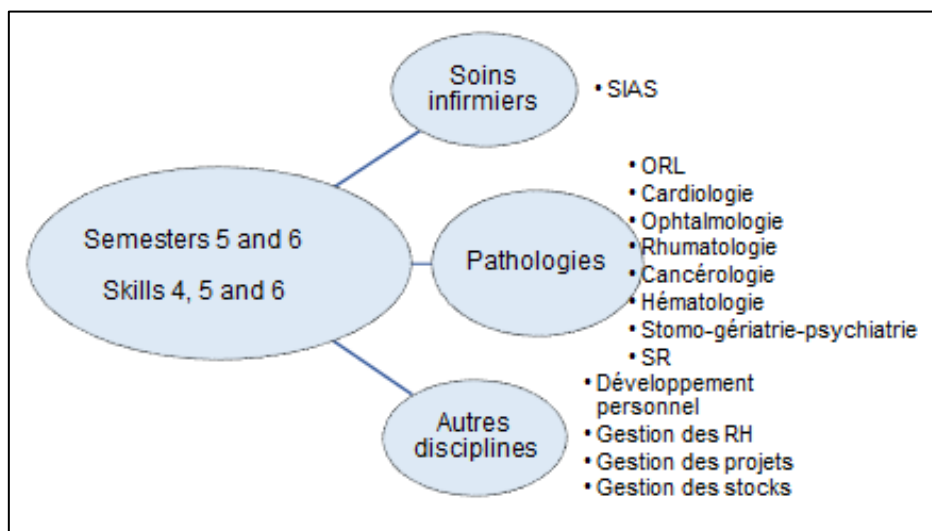 Soins
infirmiers
• SIAS
Semesters 5 and 6
Skills 4, 5 and 6
Pathologies
• ORL
• Cardiologie
• Ophtalmologie
• Rhumatologie
• Cancérologie
• Hématologie
• Stomo-gériatrie-psychiatrie
• SR
Autres
disciplines
• Développement
personnel
• Gestion des RH
• Gestion des projets
• Gestion des stocks